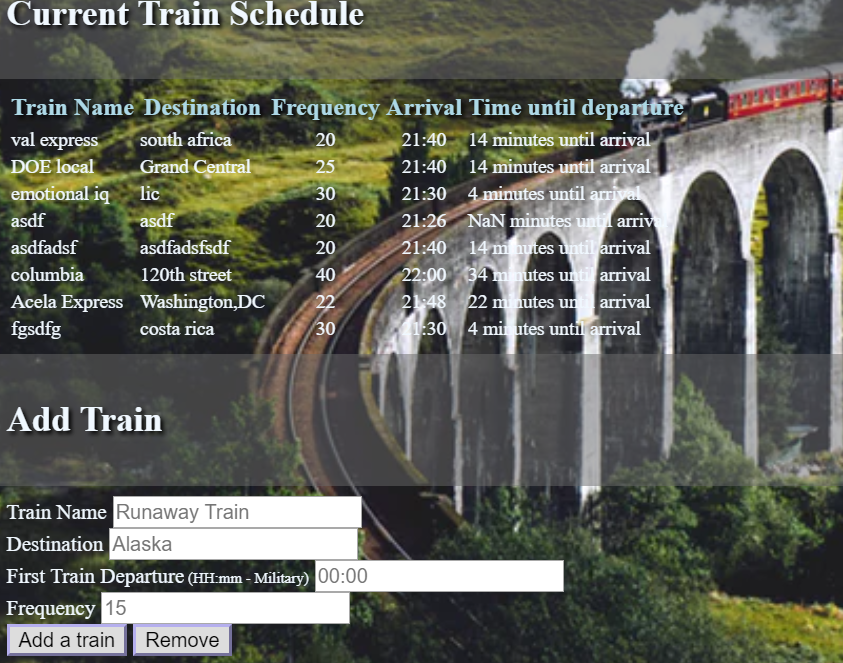 Current Train Schedule
Train Name Destination Frequency Arrival Time until departure
val express south africa 20 21:40 14 minutes until arrival
DOE local Grand Central 25 21:40 14 minutes until arrival
emotional iq lic 30 21:30 4 minutes until arrival
asdf asdf 20 21:26 NaN minutes until arrival
asdfadsf asdfadsfsdf 20 21:40 14 minutes until arrival
columbia 120th street 40 22:00 34 minutes until arrival
Acela Express Washington,DC 22 21:48 22 minutes until arrival
fgsdfg costa rica 30 21:30 4 minutes until arrival
Add Train
Train Name Runaway Train
Destination Alaska
First Train Departure (HH:mm - Military) 00:00
Frequency 15
Add a train Remove